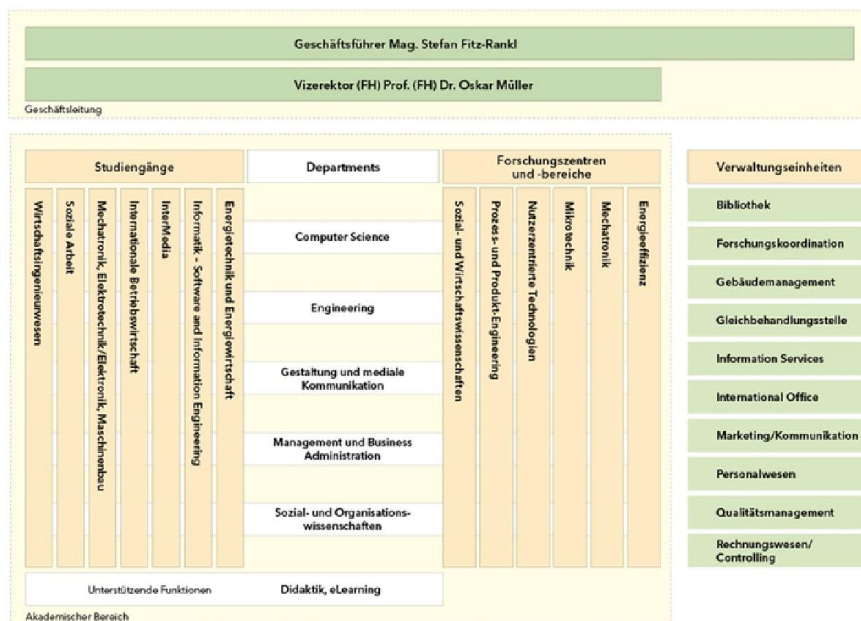 Geschäftsführer Mag. Stefan Fitz-Rankl
Vizerektor (FH) Prof. (FH) Dr. Oskar Müller
Geschäftsleitung
Studiengänge
Wirtschaftsingenieurwesen
Soziale Arbeit
Mechatronik, Elektrotechnik/Elektronik, Maschinenbau
Internationale Betriebswirtschaft
InterMedia
Informatik – Software and Information Engineering
Energietechnik und Energiewirtschaft
Departments
Computer Science
Engineering
Gestaltung und mediale
Kommunikation
Management und Business
Administration
Sozial- und Organisations-
wissenschaften
Forschungszentren
und -bereiche
Sozial- und Wirtschaftswissenschaften
Prozess- und Produkt-Engineering
Nutzerzentrierte Technologien
Mikrotechnik
Mechatronik
Energieeffizienz
Unterstützende Funktionen
Didaktik, eLearning
Akademischer Bereich
Verwaltungseinheiten
Bibliothek
Forschungskoordination
Gebäudemanagement
Gleichbehandlungsstelle
Information Services
International Office
Marketing/Kommunikation
Personalwesen
Qualitätsmanagement
Rechnungswesen/
Controlling